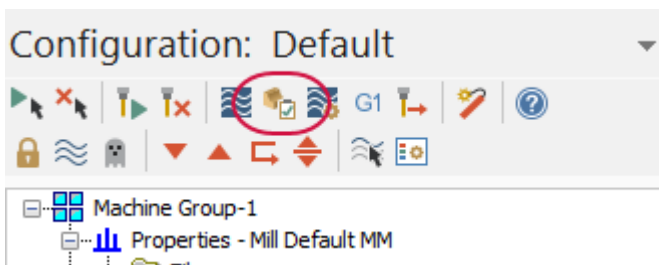 Configuration: Default
G1
Machine Group-1
Properties - Mill Default MM